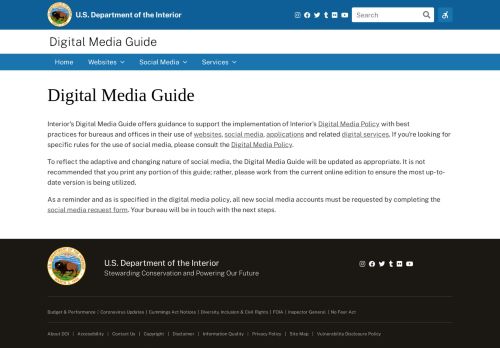 U.S. Department of the Interior
Search
Digital Media Guide
Home Websites Social Media Services
Digital Media Guide
Interior's Digital Media Guide offers guidance to support the implementation of Interior's Digital Media Policy with best
practices for bureaus and offices in their use of websites, social media, applications and related digital services. If you're looking for
specific rules for the use of social media, please consult the Digital Media Policy.
To reflect the adaptive and changing nature of social media, the Digital Media Guide will be updated as appropriate. It is not
recommended that you print any portion of this guide; rather, please work from the current online edition to ensure the most up-to-
date version is being utilized.
As a reminder and as is specified in the digital media policy, all new social media accounts must be requested by completing the
social media request form. Your bureau will be in touch with the next steps.
U.S. Department of the Interior
Stewarding Conservation and Powering Our Future
Budget & Performance | Coronavirus Updates | Cummings Act Notices | Diversity, Inclusion & Civil Rights | FOIA | Inspector General | No Fear Act
About DOI | Accessibility | Contact Us | Copyright | Disclaimer | Information Quality | Privacy Policy | Site Map | Vulnerability Disclosure Policy